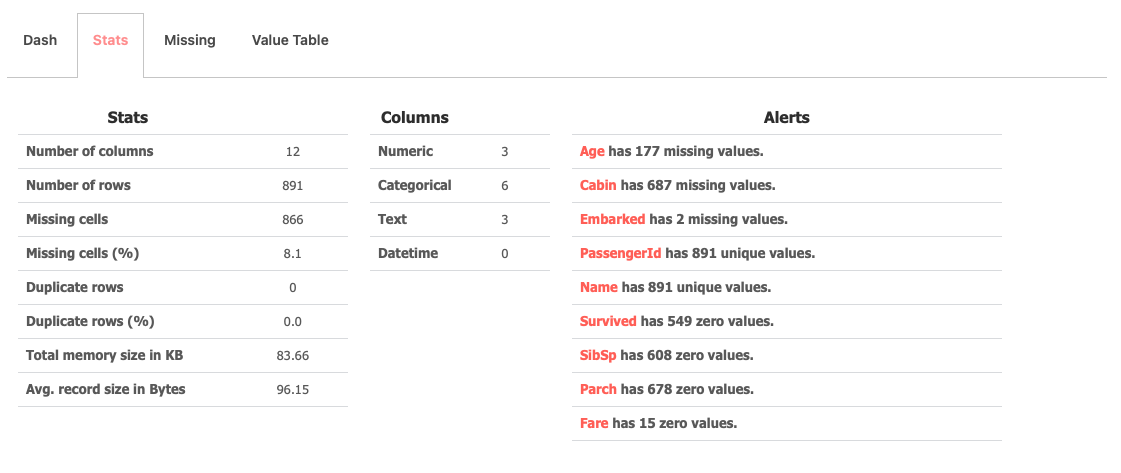 Dash Stats Missing Value Table
Stats
Number of columns 12
Number of rows 891
Missing cells 866
Missing cells (%) 8.1
Duplicate rows 0
Duplicate rows (%) 0.0
Total memory size in KB 83.66
Avg. record size in Bytes 96.15
Columns
Numeric 3
Categorical 6
Text 3
Datetime 0
Alerts
Age has 177 missing values.
Cabin has 687 missing values.
Embarked has 2 missing values.
PassengerId has 891 unique values.
Name has 891 unique values.
Survived has 549 zero values.
SibSp has 608 zero values.
Parch has 678 zero values.
Fare has 15 zero values.